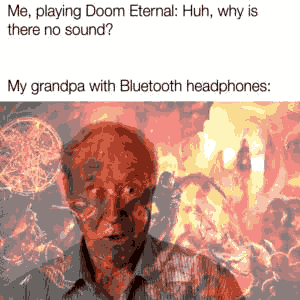 Me, playing Doom Eternal: Huh, why is
there no sound?
My grandpa with Bluetooth headphones: